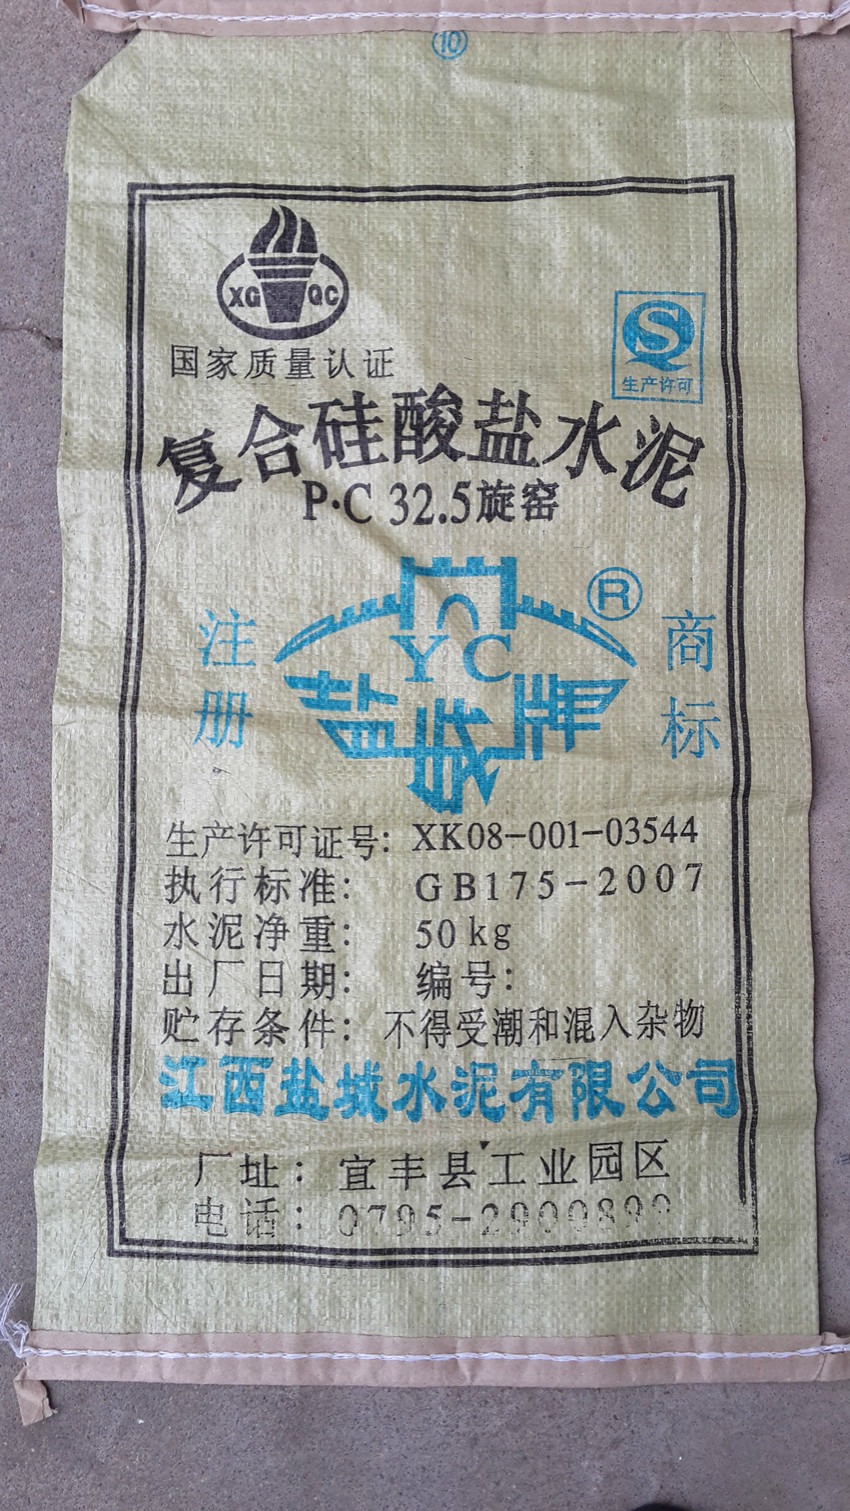 ⑩
XG QC
国家质量认证
S
生产许可
复合硅酸盐水泥
P·C 32.5旋窑
®
注册 商标
YC
生产许可证号: XK08-001-03544
执行标准: GB175-2007
水泥净重: 50kg
出厂日期: 编号:
贮存条件: 不得受潮和混入杂物
江西盐城水泥有限公司
厂址: 宜丰县工业园区
电话: 0795-2909899